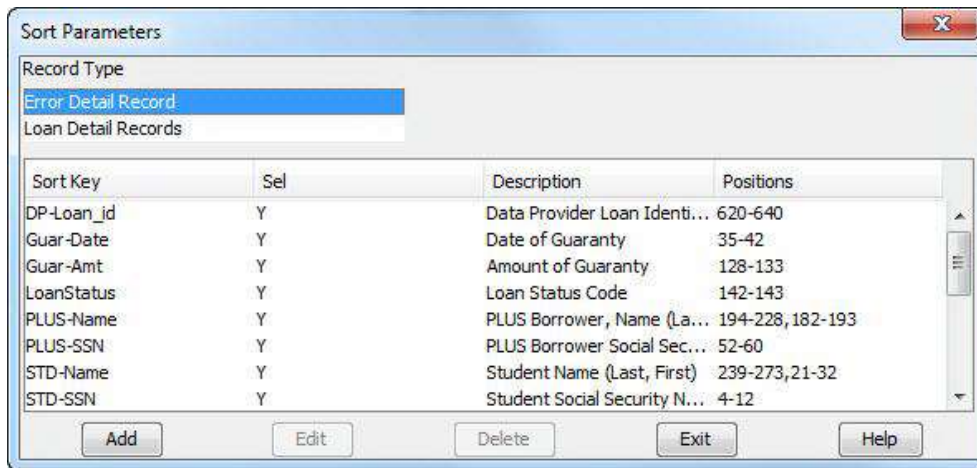 Sort Parameters
Record Type
Error Detail Record
Loan Detail Records
Sort Key Sel Description Positions
DP-Loan_id Y Data Provider Loan Identi... 620-640
Guar-Date Y Date of Guaranty 35-42
Guar-Amt Y Amount of Guaranty 128-133
LoanStatus Y Loan Status Code 142-143
PLUS-Name Y PLUS Borrower, Name (La... 194-228,182-193
PLUS-SSN Y PLUS Borrower Social Sec... 52-60
STD-Name Y Student Name (Last, First) 239-273,21-32
STD-SSN Y Student Social Security N... 4-12
Add Edit Delete Exit Help